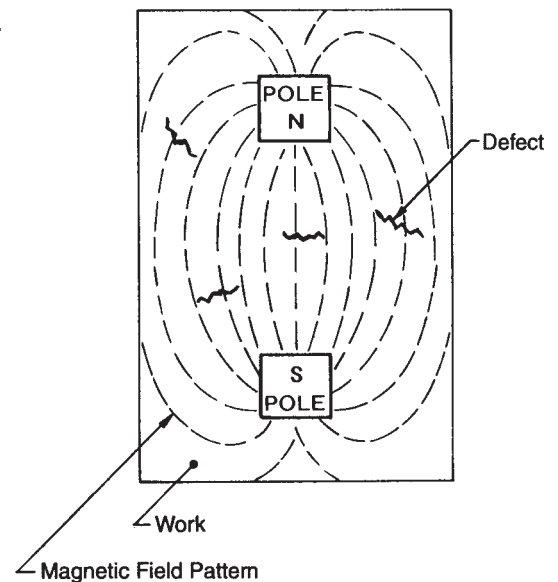 POLE
N
Defect
S
POLE
Work
Magnetic Field Pattern